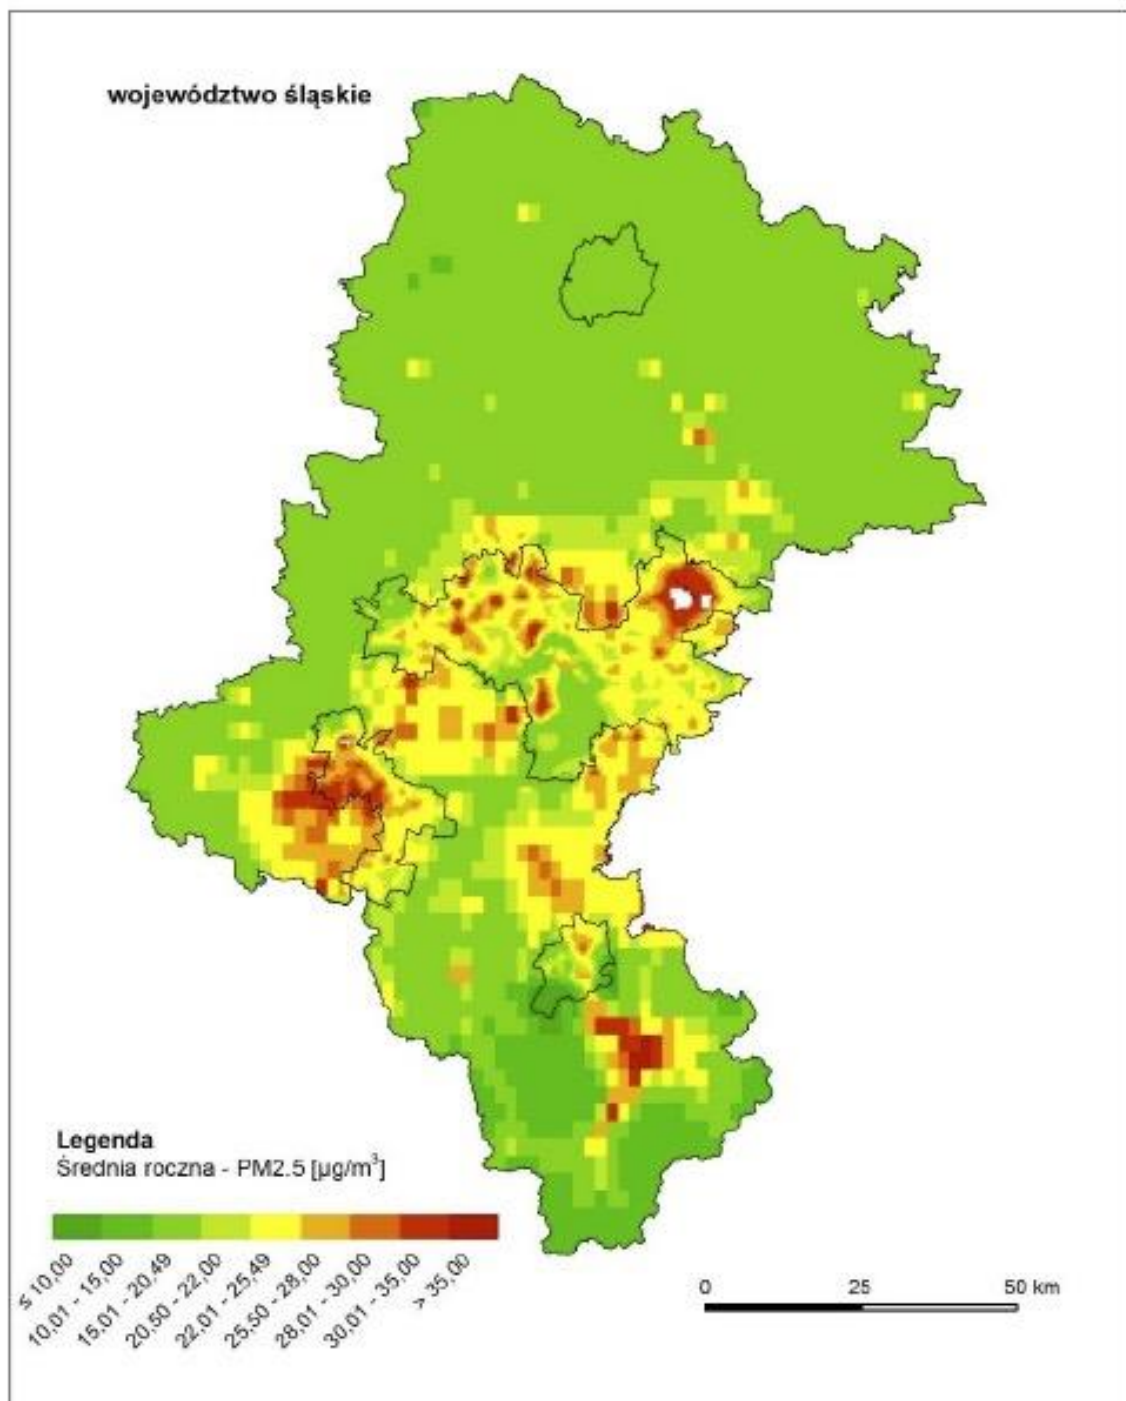 województwo śląskie
Legenda
Średnia roczna - PM2.5 [µg/m³]
≤ 10,00
10,01 - 15,00
15,01 - 20,49
20,50 - 22,00
22,01 - 25,49
25,50 - 28,00
28,01 - 30,00
30,01 - 35,00
> 35,00
0 25 50 km